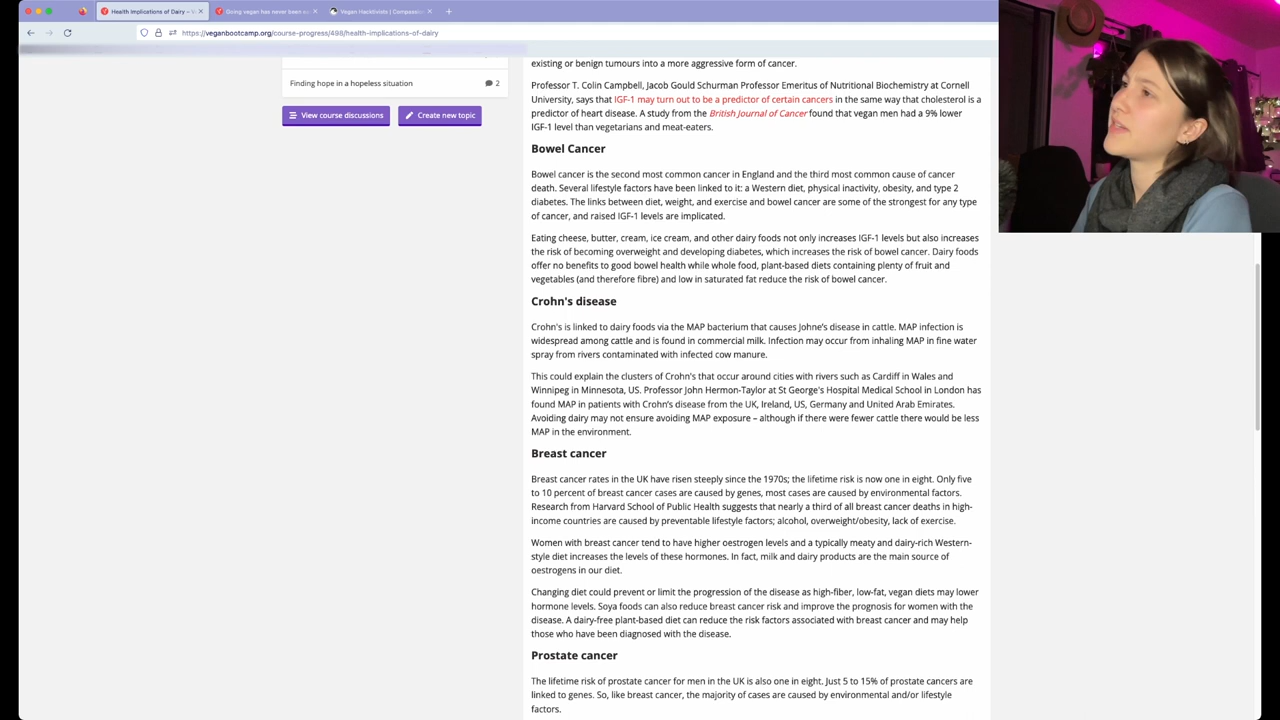 Health Implications of Dairy – V
Going vegan has never been ea
Vegan Hacktivists | Compassion
https://veganbootcamp.org/course-progress/498/health-implications-of-dairy
Finding hope in a hopeless situation
2
View course discussions
Create new topic
existing or benign tumours into a more aggressive form of cancer.
Professor T. Colin Campbell, Jacob Gould Schurman Professor Emeritus of Nutritional Biochemistry at Cornell
University, says that IGF-1 may turn out to be a predictor of certain cancers in the same way that cholesterol is a
predictor of heart disease. A study from the British Journal of Cancer found that vegan men had a 9% lower
IGF-1 level than vegetarians and meat-eaters.
Bowel Cancer
Bowel cancer is the second most common cancer in England and the third most common cause of cancer
death. Several lifestyle factors have been linked to it: a Western diet, physical inactivity, obesity, and type 2
diabetes. The links between diet, weight, and exercise and bowel cancer are some of the strongest for any type
of cancer, and raised IGF-1 levels are implicated.
Eating cheese, butter, cream, ice cream, and other dairy foods not only increases IGF-1 levels but also increases
the risk of becoming overweight and developing diabetes, which increases the risk of bowel cancer. Dairy foods
offer no benefits to good bowel health while whole food, plant-based diets containing plenty of fruit and
vegetables (and therefore fibre) and low in saturated fat reduce the risk of bowel cancer.
Crohn's disease
Crohn's is linked to dairy foods via the MAP bacterium that causes Johne's disease in cattle. MAP infection is
widespread among cattle and is found in commercial milk. Infection may occur from inhaling MAP in fine water
spray from rivers contaminated with infected cow manure.
This could explain the clusters of Crohn's that occur around cities with rivers such as Cardiff in Wales and
Winnipeg in Minnesota, US. Professor John Hermon-Taylor at St George's Hospital Medical School in London has
found MAP in patients with Crohn's disease from the UK, Ireland, US, Germany and United Arab Emirates.
Avoiding dairy may not ensure avoiding MAP exposure – although if there were fewer cattle there would be less
MAP in the environment.
Breast cancer
Breast cancer rates in the UK have risen steeply since the 1970s; the lifetime risk is now one in eight. Only five
to 10 percent of breast cancer cases are caused by genes, most cases are caused by environmental factors.
Research from Harvard School of Public Health suggests that nearly a third of all breast cancer deaths in high-
income countries are caused by preventable lifestyle factors; alcohol, overweight/obesity, lack of exercise.
Women with breast cancer tend to have higher oestrogen levels and a typically meaty and dairy-rich Western-
style diet increases the levels of these hormones. In fact, milk and dairy products are the main source of
oestrogens in our diet.
Changing diet could prevent or limit the progression of the disease as high-fiber, low-fat, vegan diets may lower
hormone levels. Soya foods can also reduce breast cancer risk and improve the prognosis for women with the
disease. A dairy-free plant-based diet can reduce the risk factors associated with breast cancer and may help
those who have been diagnosed with the disease.
Prostate cancer
The lifetime risk of prostate cancer for men in the UK is also one in eight. Just 5 to 15% of prostate cancers are
linked to genes. So, like breast cancer, the majority of cases are caused by environmental and/or lifestyle
factors.